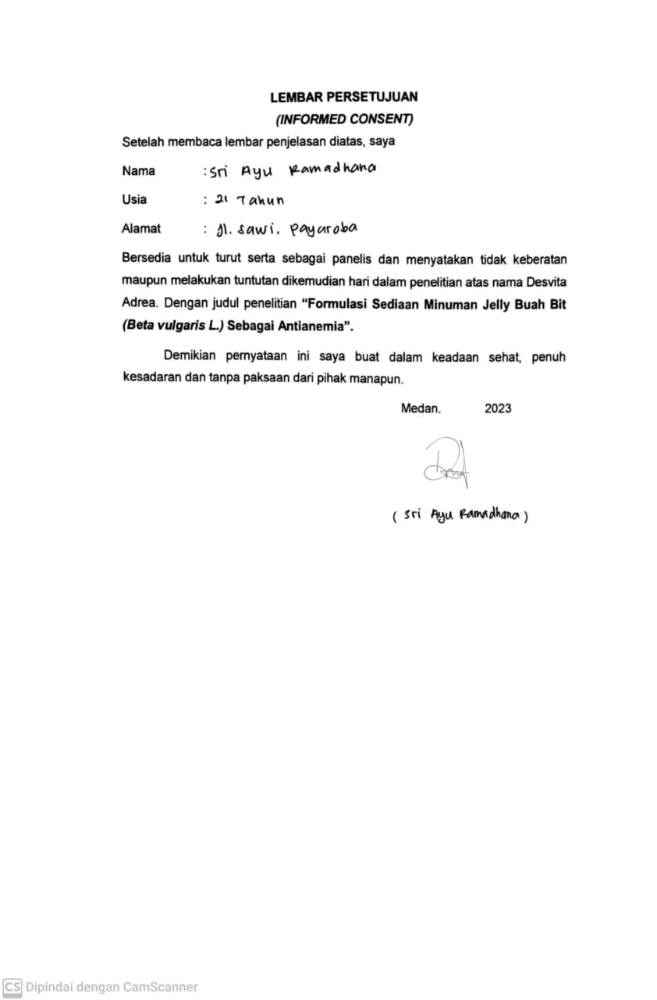 LEMBAR PERSETUJUAN
(INFORMED CONSENT)
Setelah membaca lembar penjelasan diatas, saya
Nama : Sri Ayu Ramadhana
Usia : 21 Tahun
Alamat : Jl. Sawi. Payaroba
Bersedia untuk turut serta sebagai panelis dan menyatakan tidak keberatan
maupun melakukan tuntutan dikemudian hari dalam penelitian atas nama Desvita
Adrea. Dengan judul penelitian “Formulasi Sediaan Minuman Jelly Buah Bit
(Beta vulgaris L.) Sebagai Antianemia”.
Demikian pernyataan ini saya buat dalam keadaan sehat, penuh
kesadaran dan tanpa paksaan dari pihak manapun.
Medan. 2023
( Sri Ayu Ramadhana )
CS Dipindai dengan CamScanner